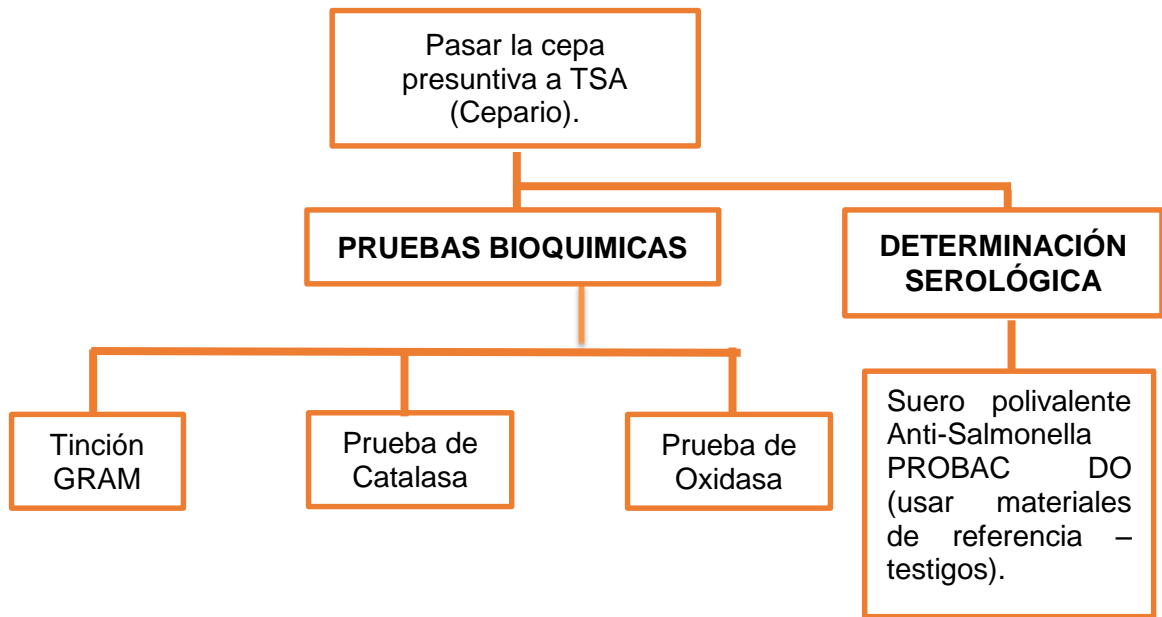 Pasar la cepa
presuntiva a TSA
(Cepario).
PRUEBAS BIOQUIMICAS
DETERMINACIÓN
SEROLÓGICA
Tinción
GRAM
Prueba de
Catalasa
Prueba de
Oxidasa
Suero polivalente
Anti-Salmonella
PROBAC DO
(usar materiales
de referencia –
testigos).